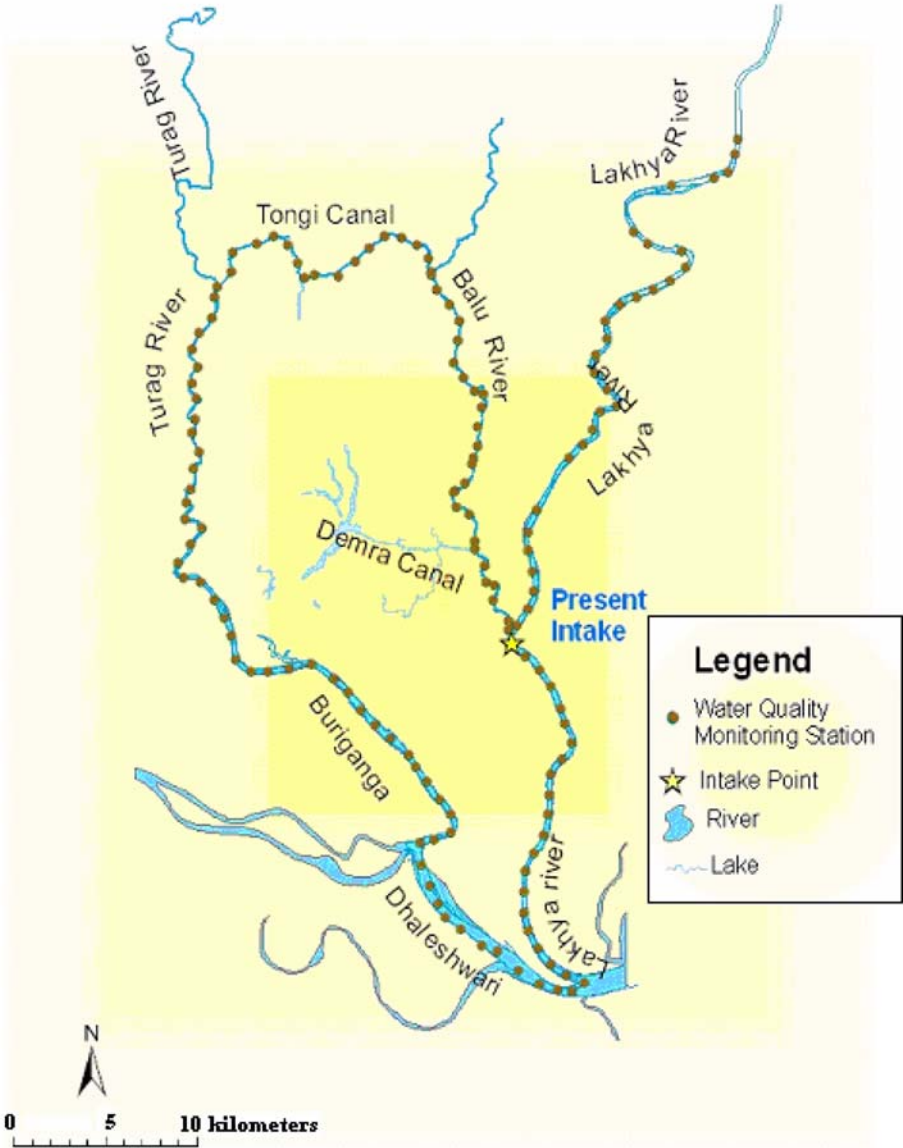 Turag River
Lakhya River
Tongi Canal
Turag River
Balu River
Lakhya River
Demra Canal
Present
Intake
Buriganga
Dhaleshwari
Lakhya river
Legend
Water Quality
Monitoring Station
Intake Point
River
Lake
N
0 5 10 kilometers